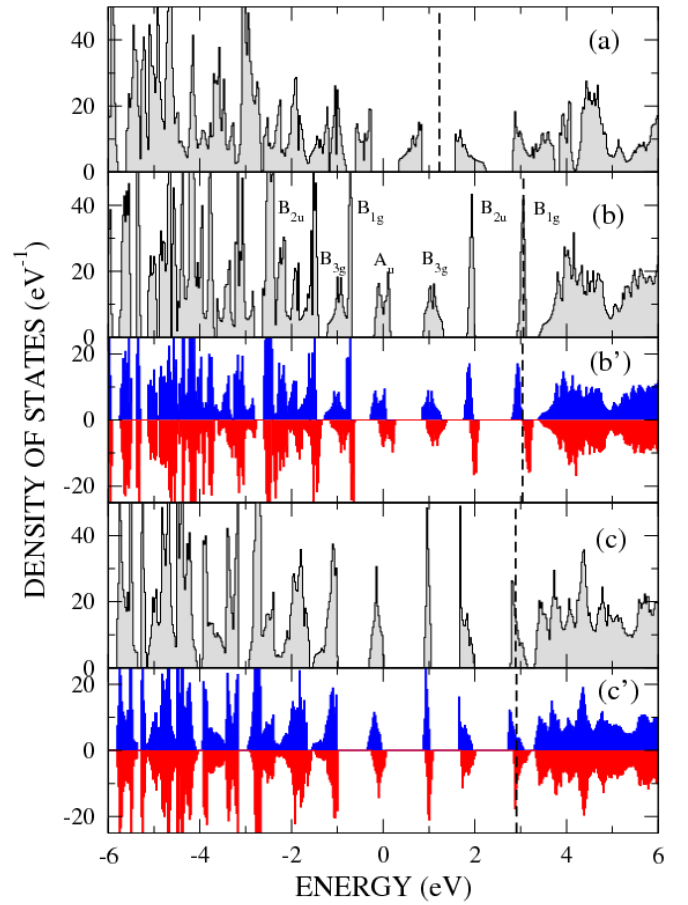 DENSITY OF STATES (eV⁻¹)
40
20
0
(a)
40
20
0
B₂ᵤ
B₁g
B₃g
Aᵤ
B₃g
B₂ᵤ
B₁g
(b)
20
0
-20
(b')
40
20
0
(c)
20
0
-20
(c')
-6 -4 -2 0 2 4 6
ENERGY (eV)